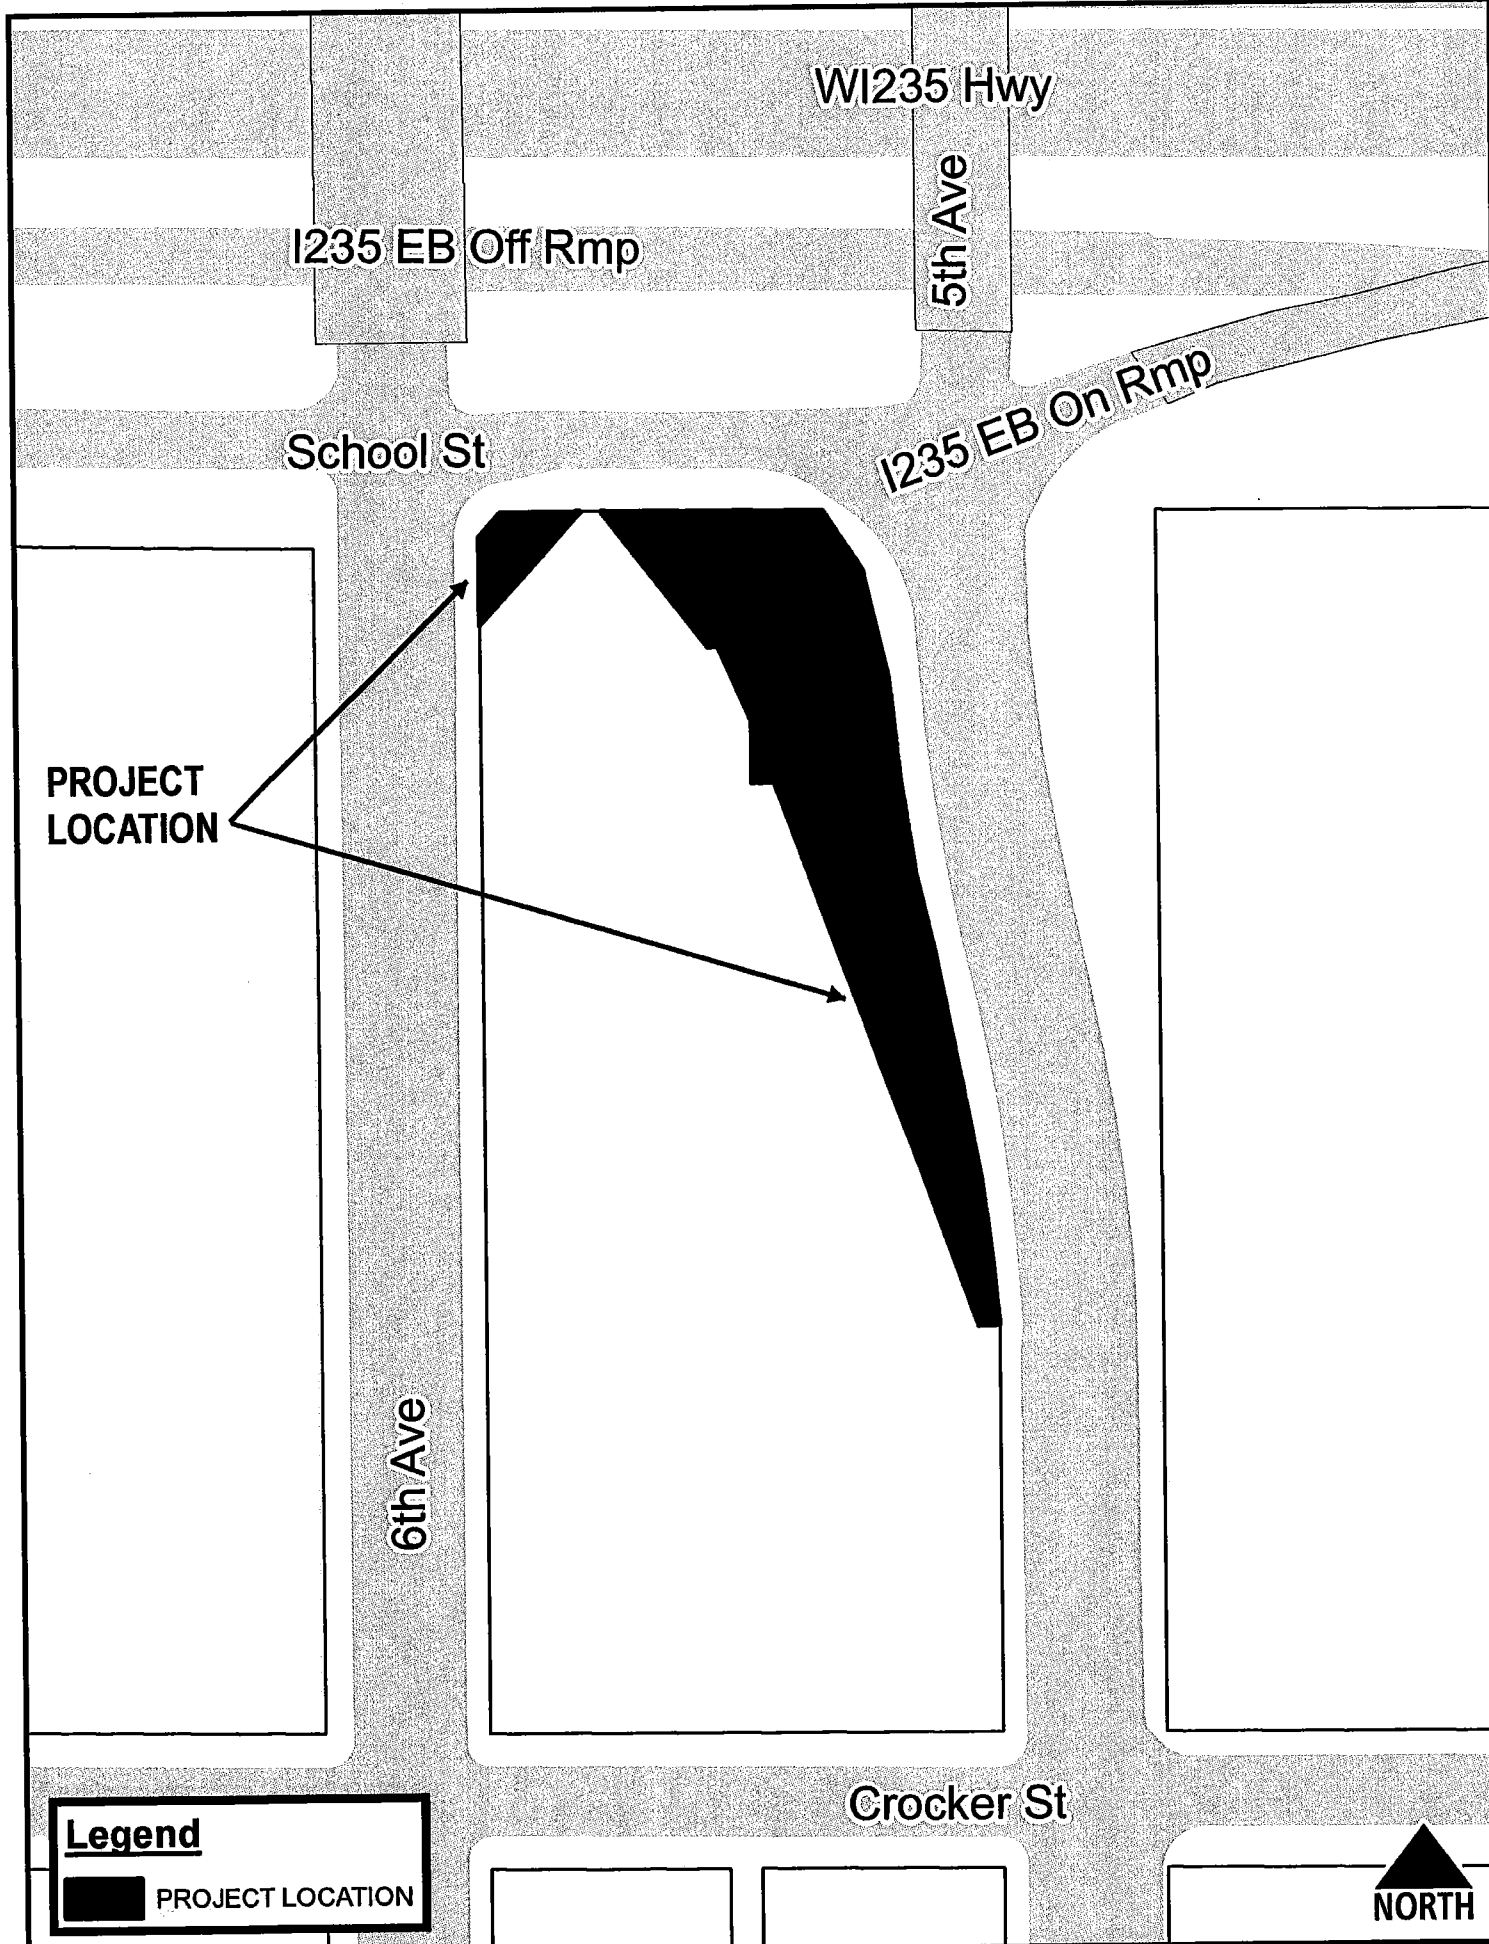 WI235 Hwy
5th Ave
I235 EB Off Rmp
I235 EB On Rmp
School St
PROJECT
LOCATION
6th Ave
Crocker St
Legend
PROJECT LOCATION
NORTH